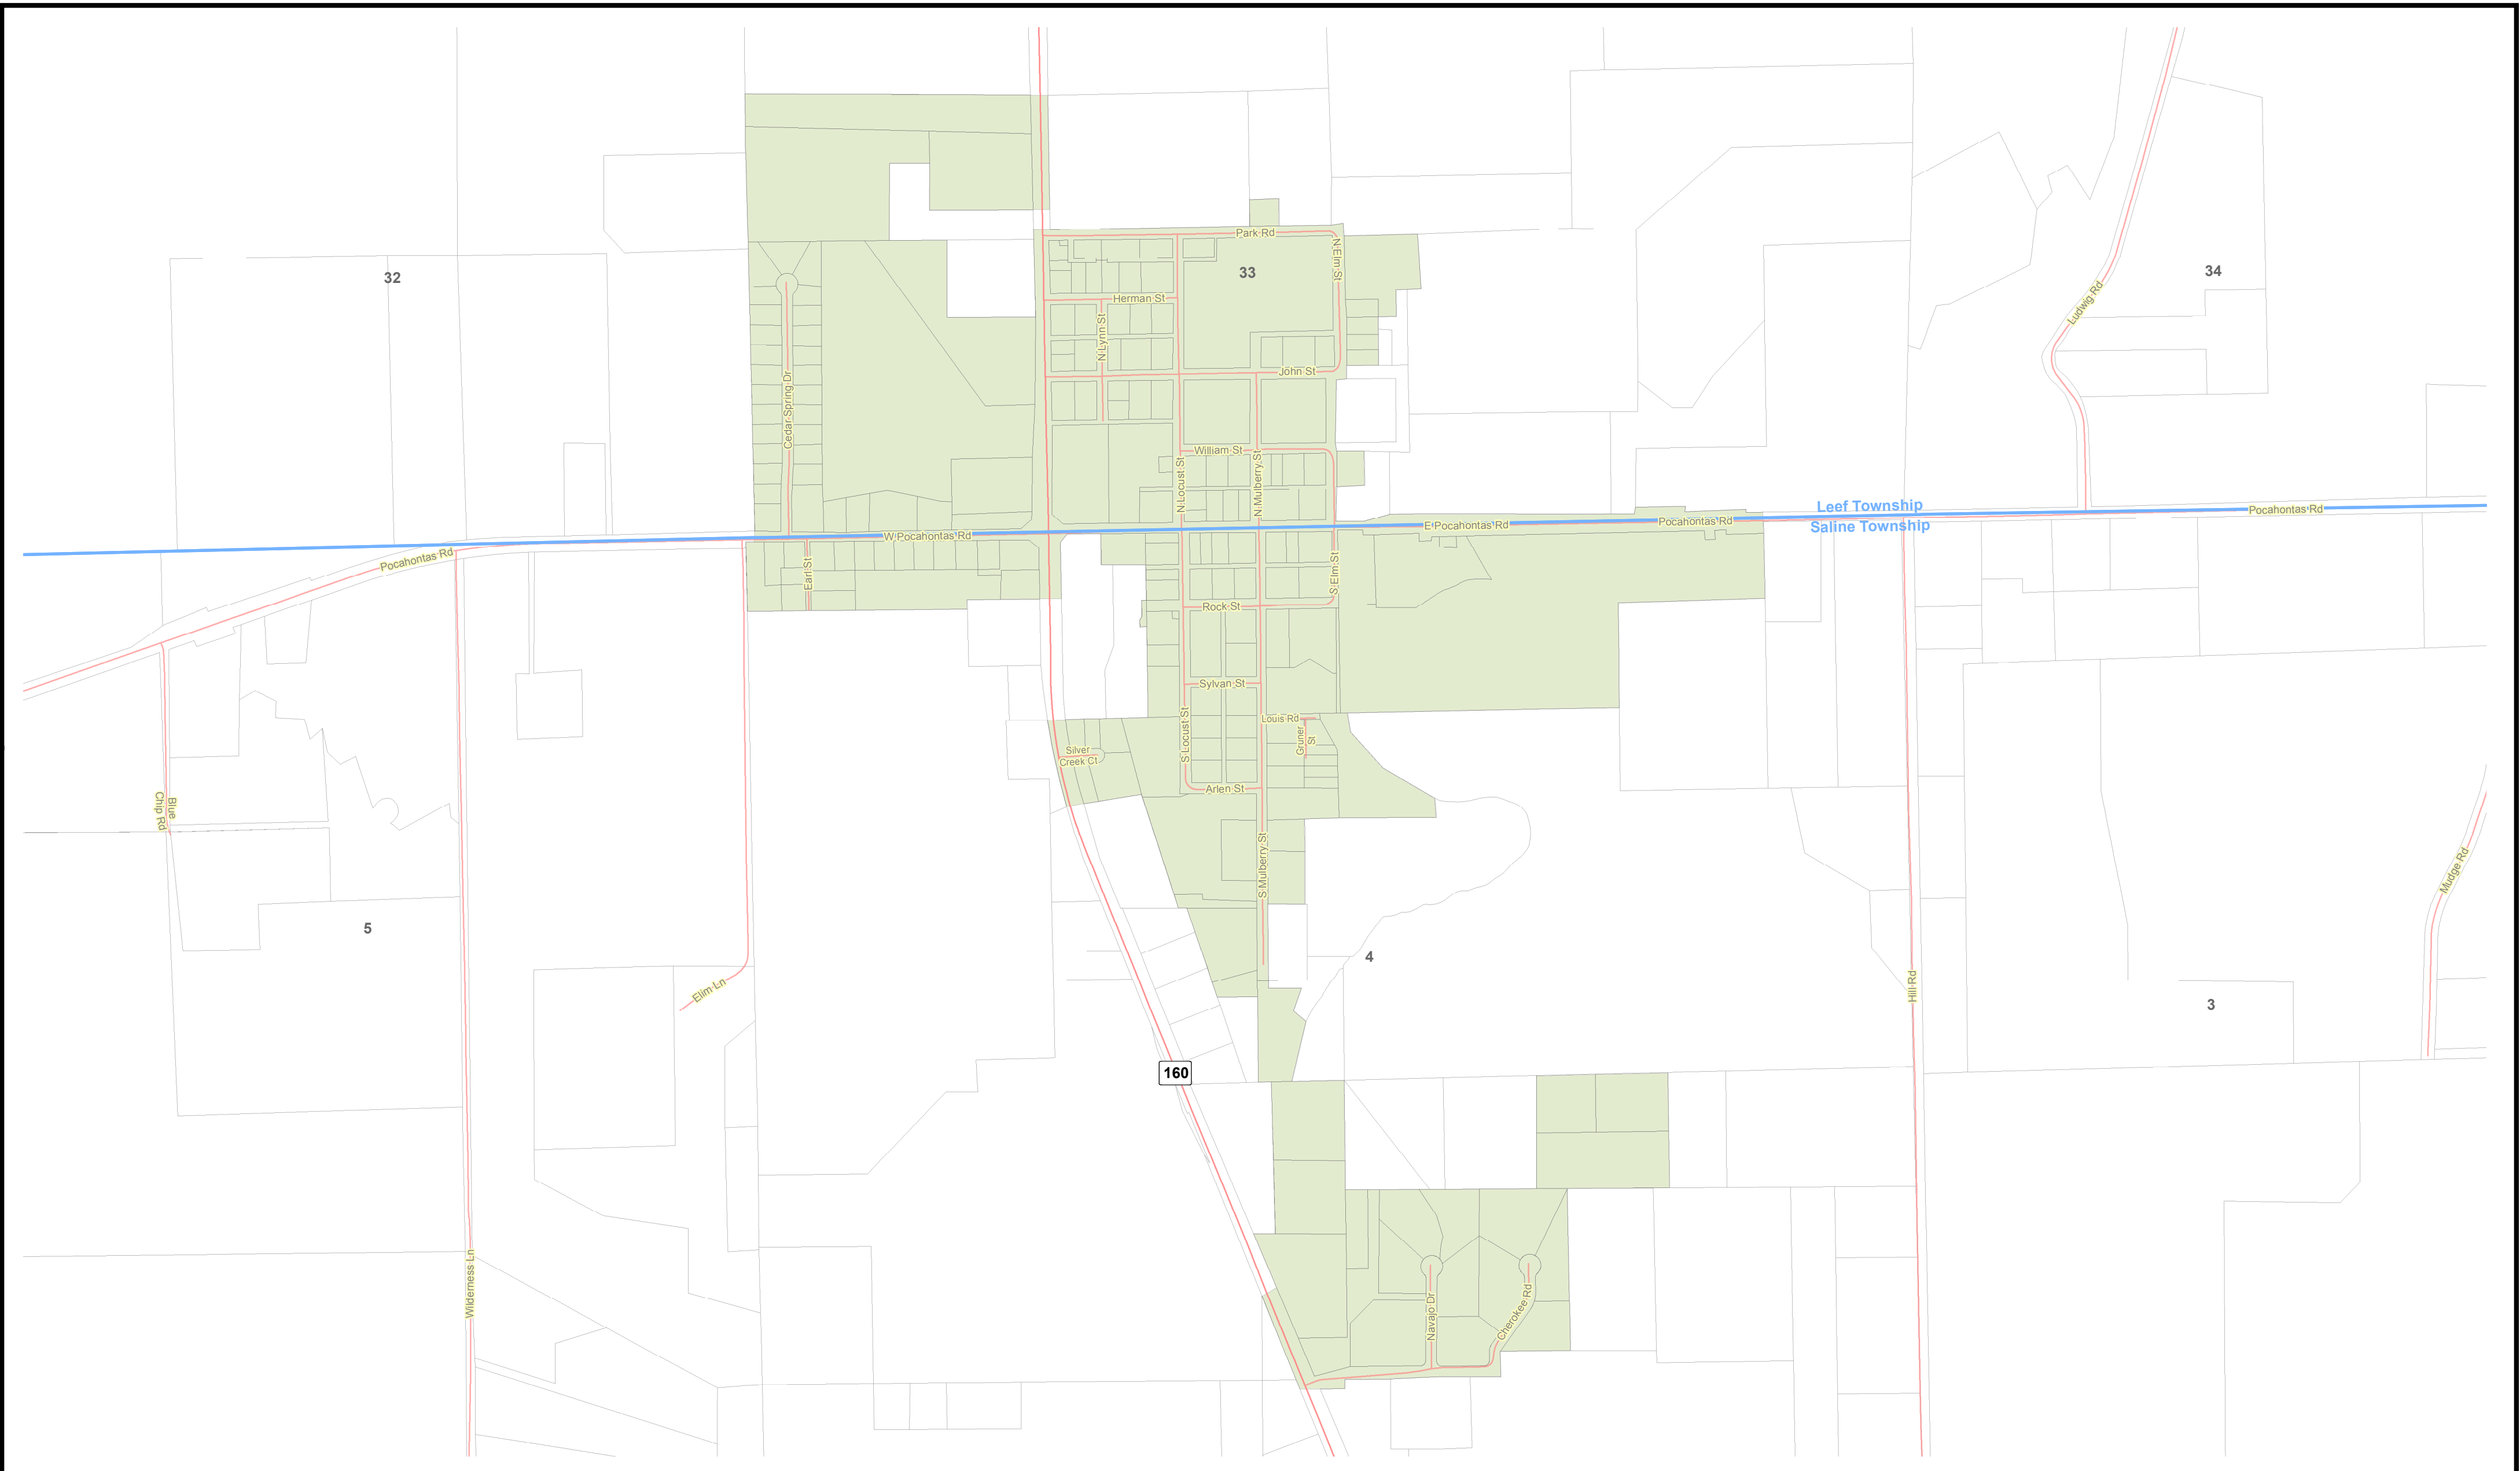 Park Rd
N Elm St
33
32
34
Herman St
Ludwig Rd
N Lynn St
John St
Cedar Spring Dr
William St
N Locust St
N Mulberry St
Leef Township
Pocahontas Rd
E Pocahontas Rd
Pocahontas Rd
Saline Township
W Pocahontas Rd
Pocahontas Rd
Earl St
S Elm St
Rock St
Sylvan St
Louis Rd
S Locust St
Gruner
St
Silver
Creek Ct
Arlen St
Blue
Chip Rd
S Mulberry St
Mudge Rd
5
4
Elim Ln
Hill Rd
3
160
Wilderness Ln
Navajo Dr
Cherokee Rd